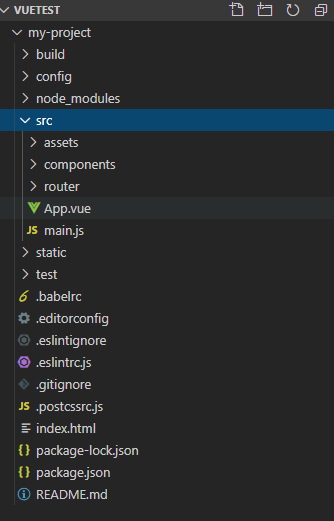 VUETEST
my-project
build
config
node_modules
src
assets
components
router
App.vue
JS main.js
static
test
.babelrc
.editorconfig
.eslintignore
.eslintrc.js
.gitignore
JS .postcssrc.js
index.html
{ } package-lock.json
{ } package.json
README.md